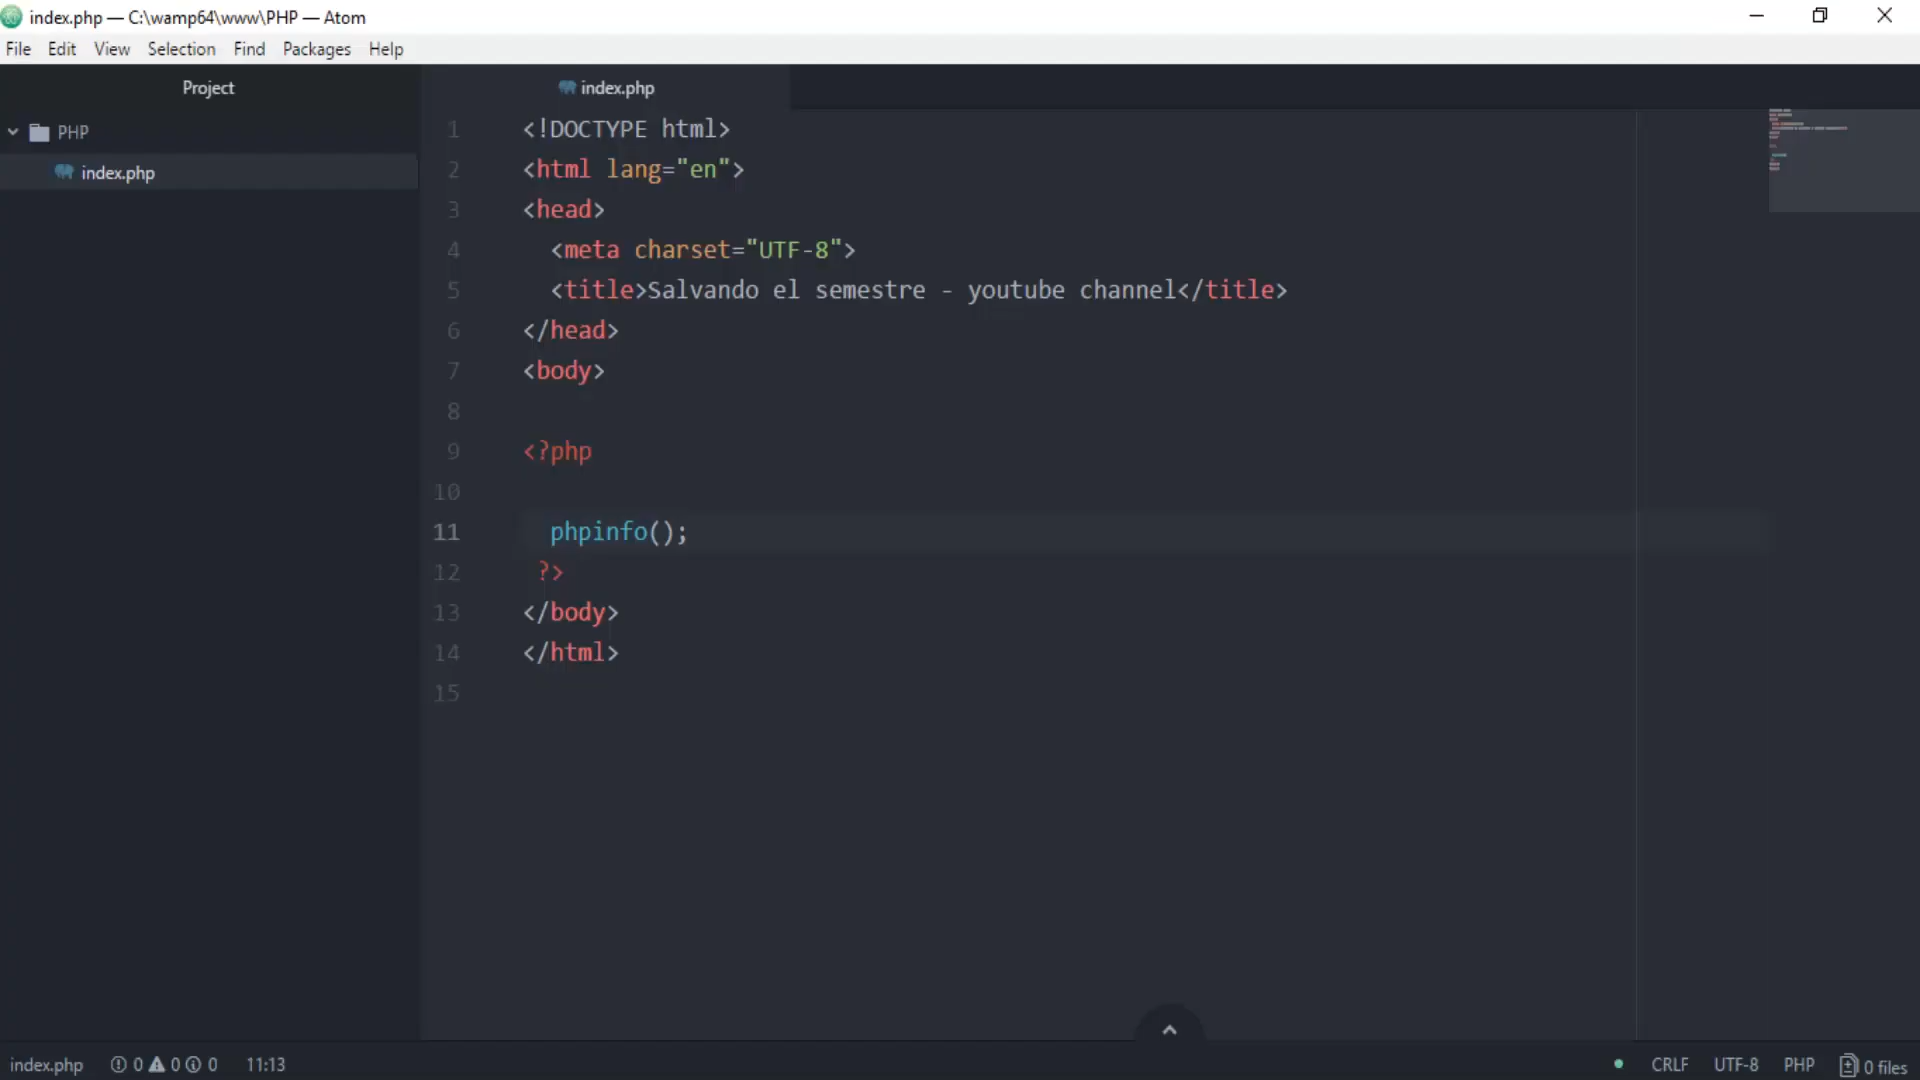 index.php — C:\wamp64\www\PHP — Atom
File Edit View Selection Find Packages Help
Project
PHP
index.php
index.php
1 <!DOCTYPE html>
2 <html lang="en">
3 <head>
4 <meta charset="UTF-8">
5 <title>Salvando el semestre - youtube channel</title>
6 </head>
7 <body>
8
9 <?php
10
11 phpinfo();
12 ?>
13 </body>
14 </html>
15
index.php 0 0 0 11:13 CRLF UTF-8 PHP 0 files